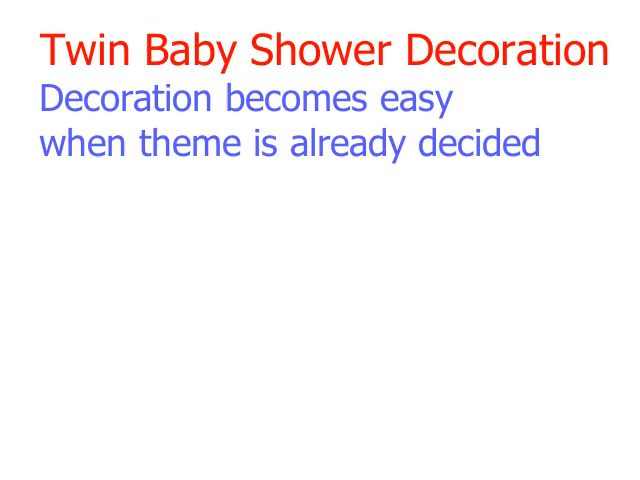 Twin Baby Shower Decoration
Decoration becomes easy
when theme is already decided